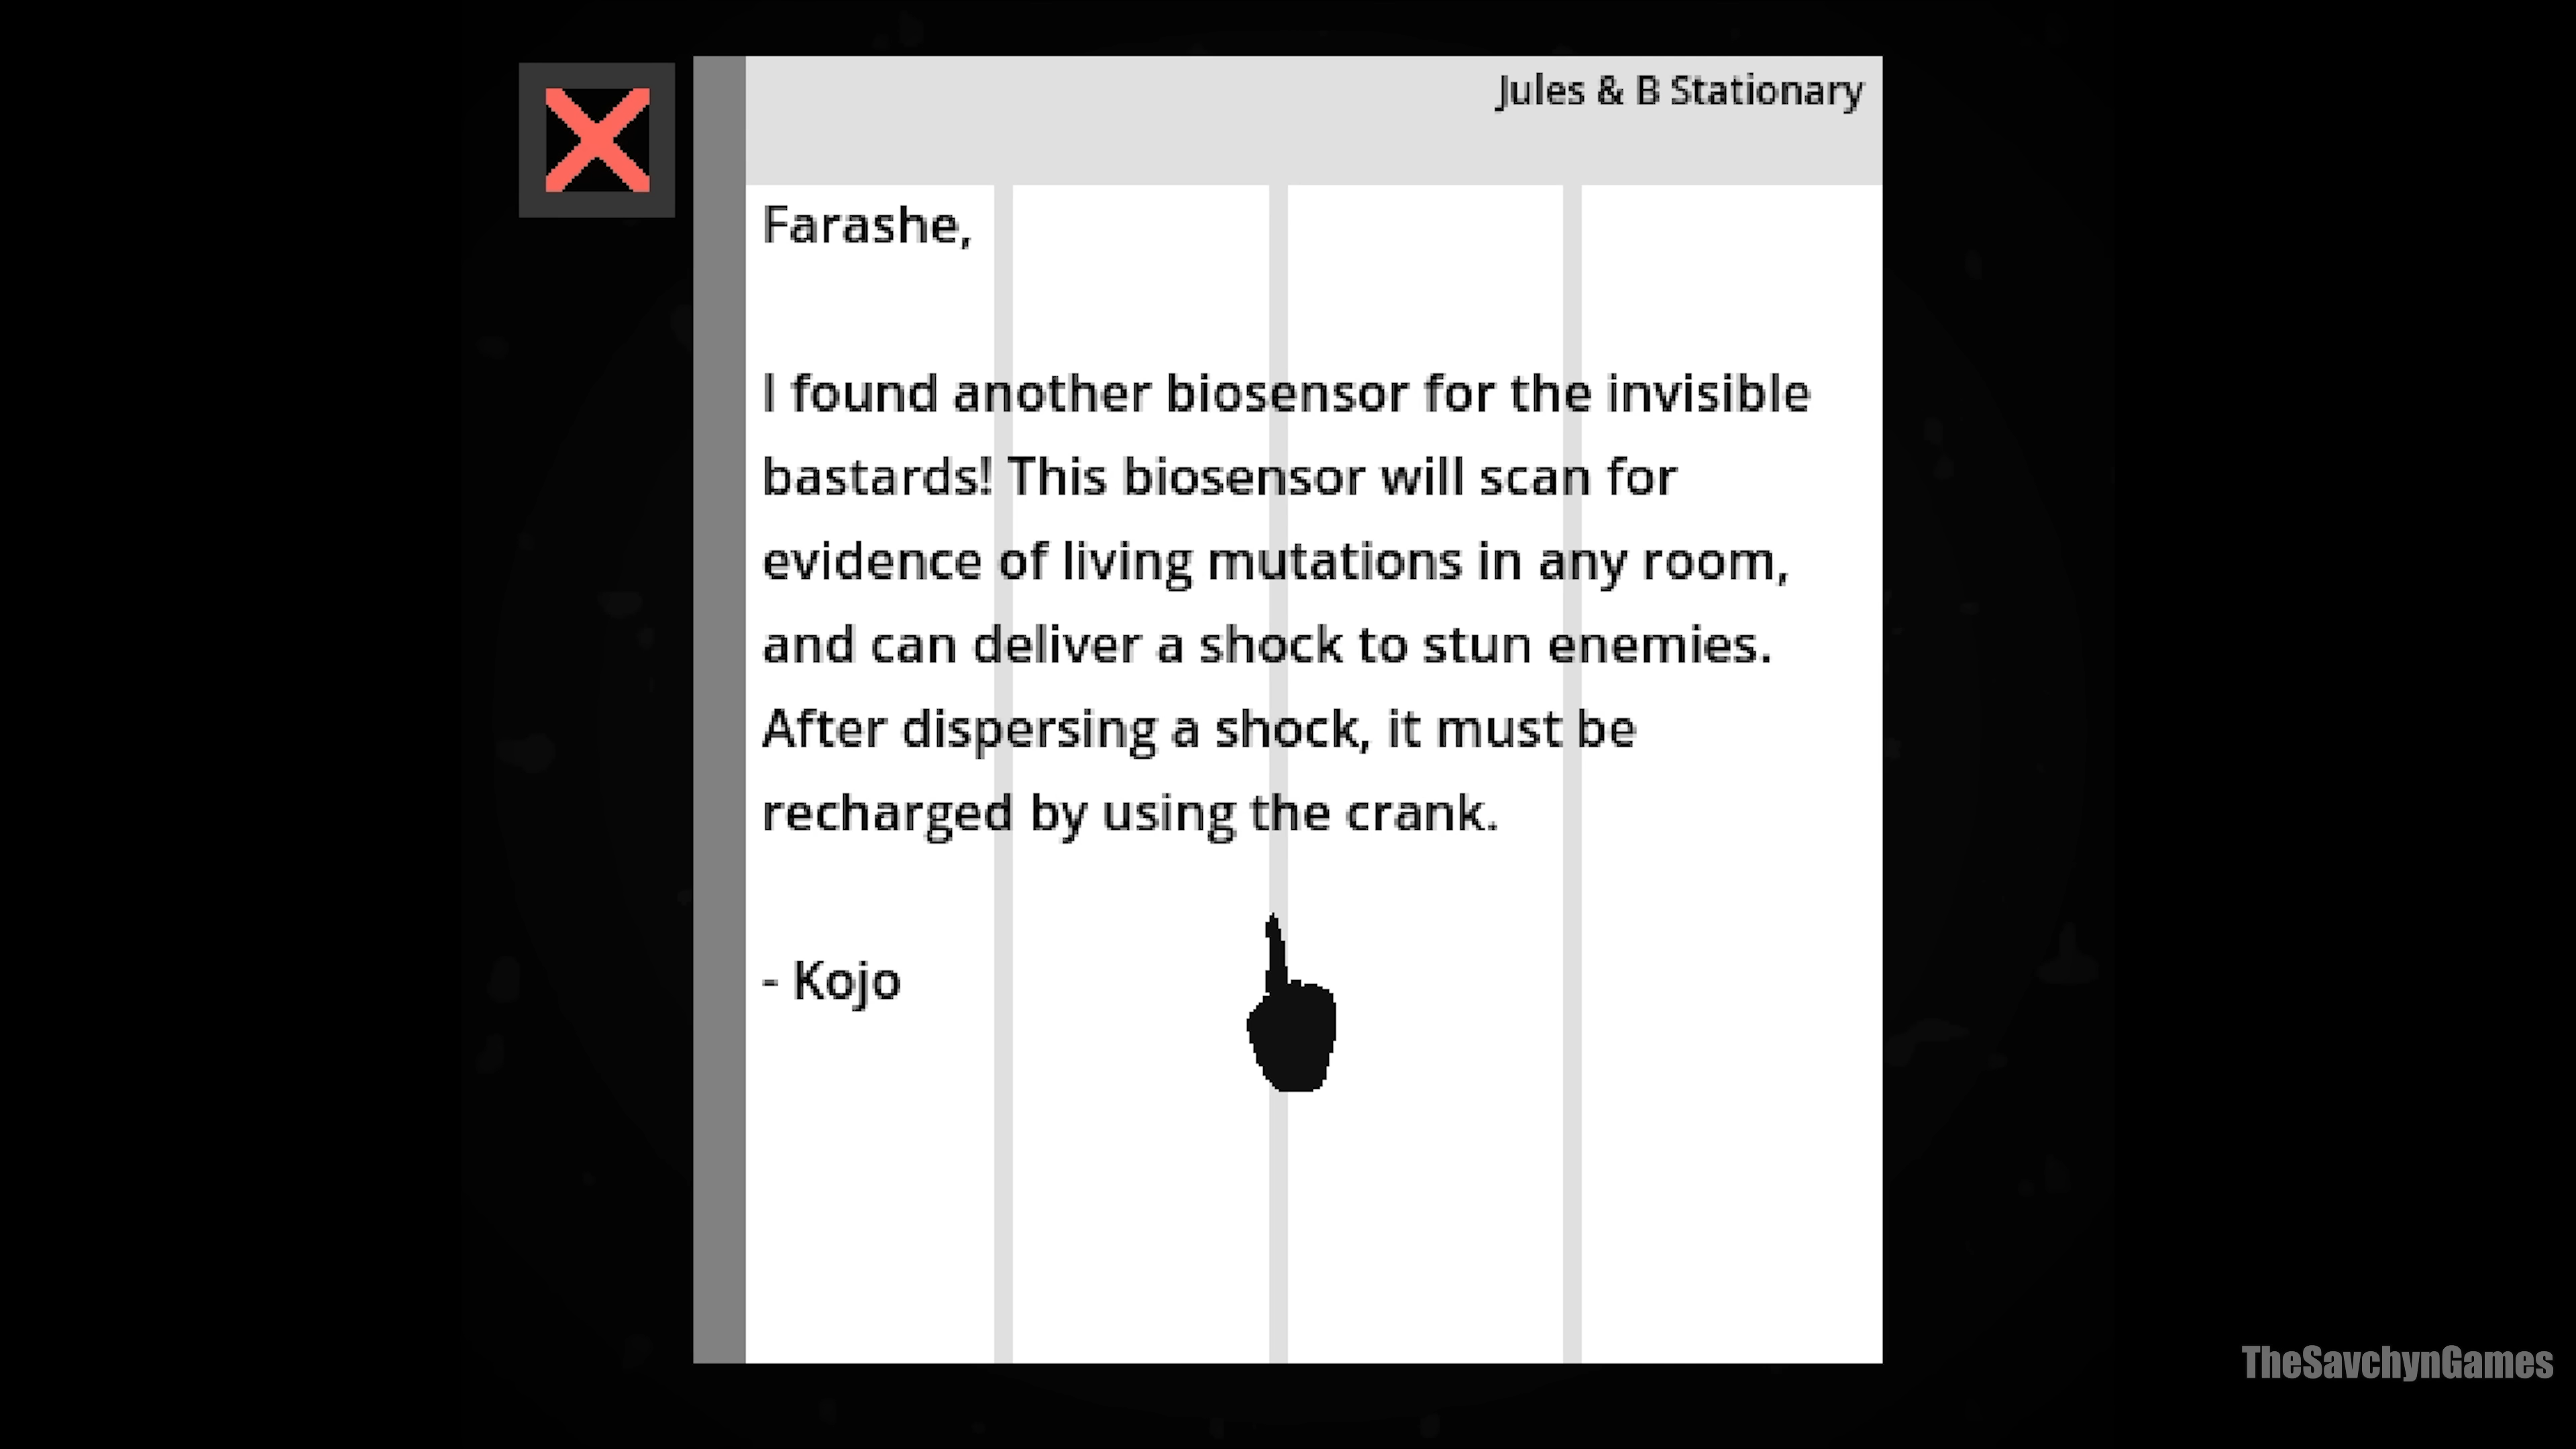 Jules & B Stationary
Farashe,
I found another biosensor for the invisible
bastards! This biosensor will scan for
evidence of living mutations in any room,
and can deliver a shock to stun enemies.
After dispersing a shock, it must be
recharged by using the crank.
- Kojo
TheSavchynGames